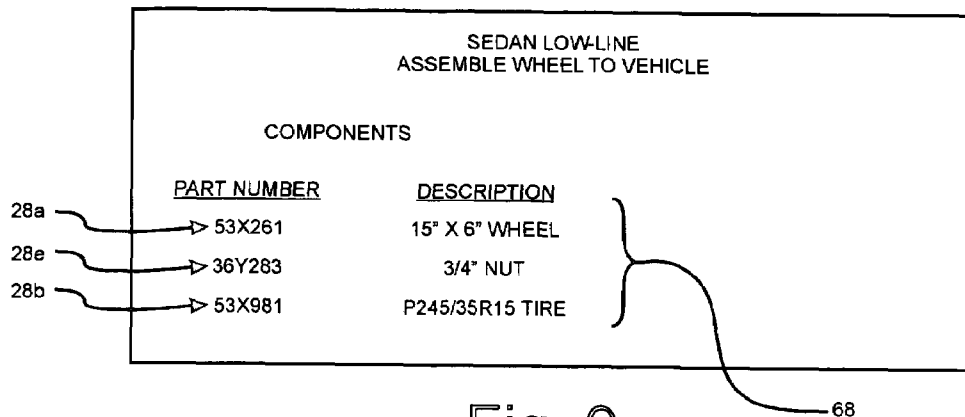 SEDAN LOW-LINE
ASSEMBLE WHEEL TO VEHICLE
COMPONENTS
PART NUMBER DESCRIPTION
28a 53X261 15" X 6" WHEEL
28e 36Y283 3/4" NUT
28b 53X981 P245/35R15 TIRE
68